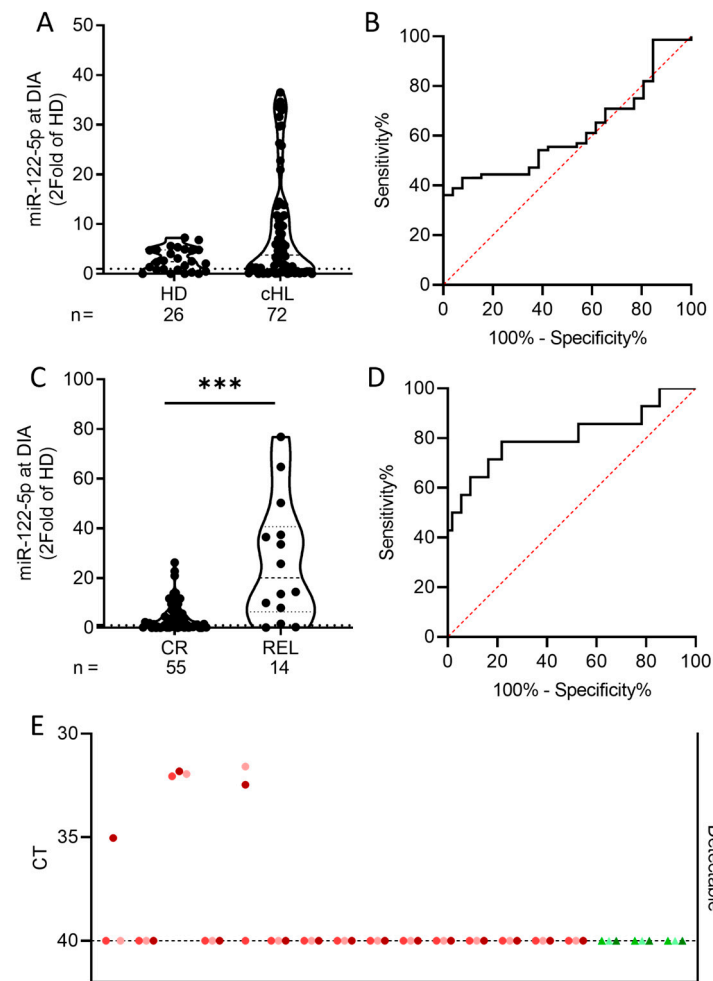 A
miR-122-5p at DIA
(2Fold of HD)
50
40
30
20
10
0
HD
cHL
n =
26
72
B
Sensitivity%
100
80
60
40
20
0
0
20
40
60
80
100
100% - Specificity%
C
miR-122-5p at DIA
(2Fold of HD)
100
80
60
40
20
0
***
CR
REL
n =
55
14
D
Sensitivity%
100
80
60
40
20
0
0
20
40
60
80
100
100% - Specificity%
E
CT
30
35
40
Detectable